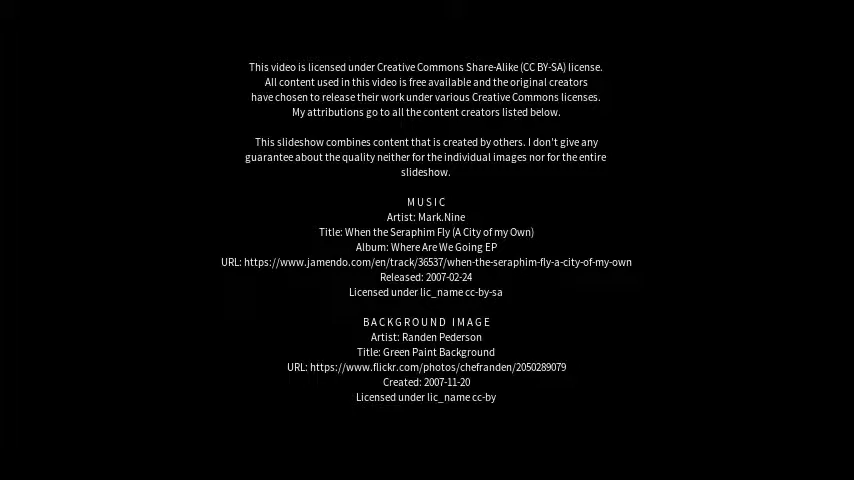 This video is licensed under Creative Commons Share-Alike (CC BY-SA) license.
All content used in this video is free available and the original creators
have chosen to release their work under various Creative Commons licenses.
My attributions go to all the content creators listed below.
This slideshow combines content that is created by others. I don't give any
guarantee about the quality neither for the individual images nor for the entire
slideshow.
MUSIC
Artist: Mark.Nine
Title: When the Seraphim Fly (A City of my Own)
Album: Where Are We Going EP
URL: https://www.jamendo.com/en/track/36537/when-the-seraphim-fly-a-city-of-my-own
Released: 2007-02-24
Licensed under lic_name cc-by-sa
BACKGROUND IMAGE
Artist: Randen Pederson
Title: Green Paint Background
URL: https://www.flickr.com/photos/chefranden/2050289079
Created: 2007-11-20
Licensed under lic_name cc-by